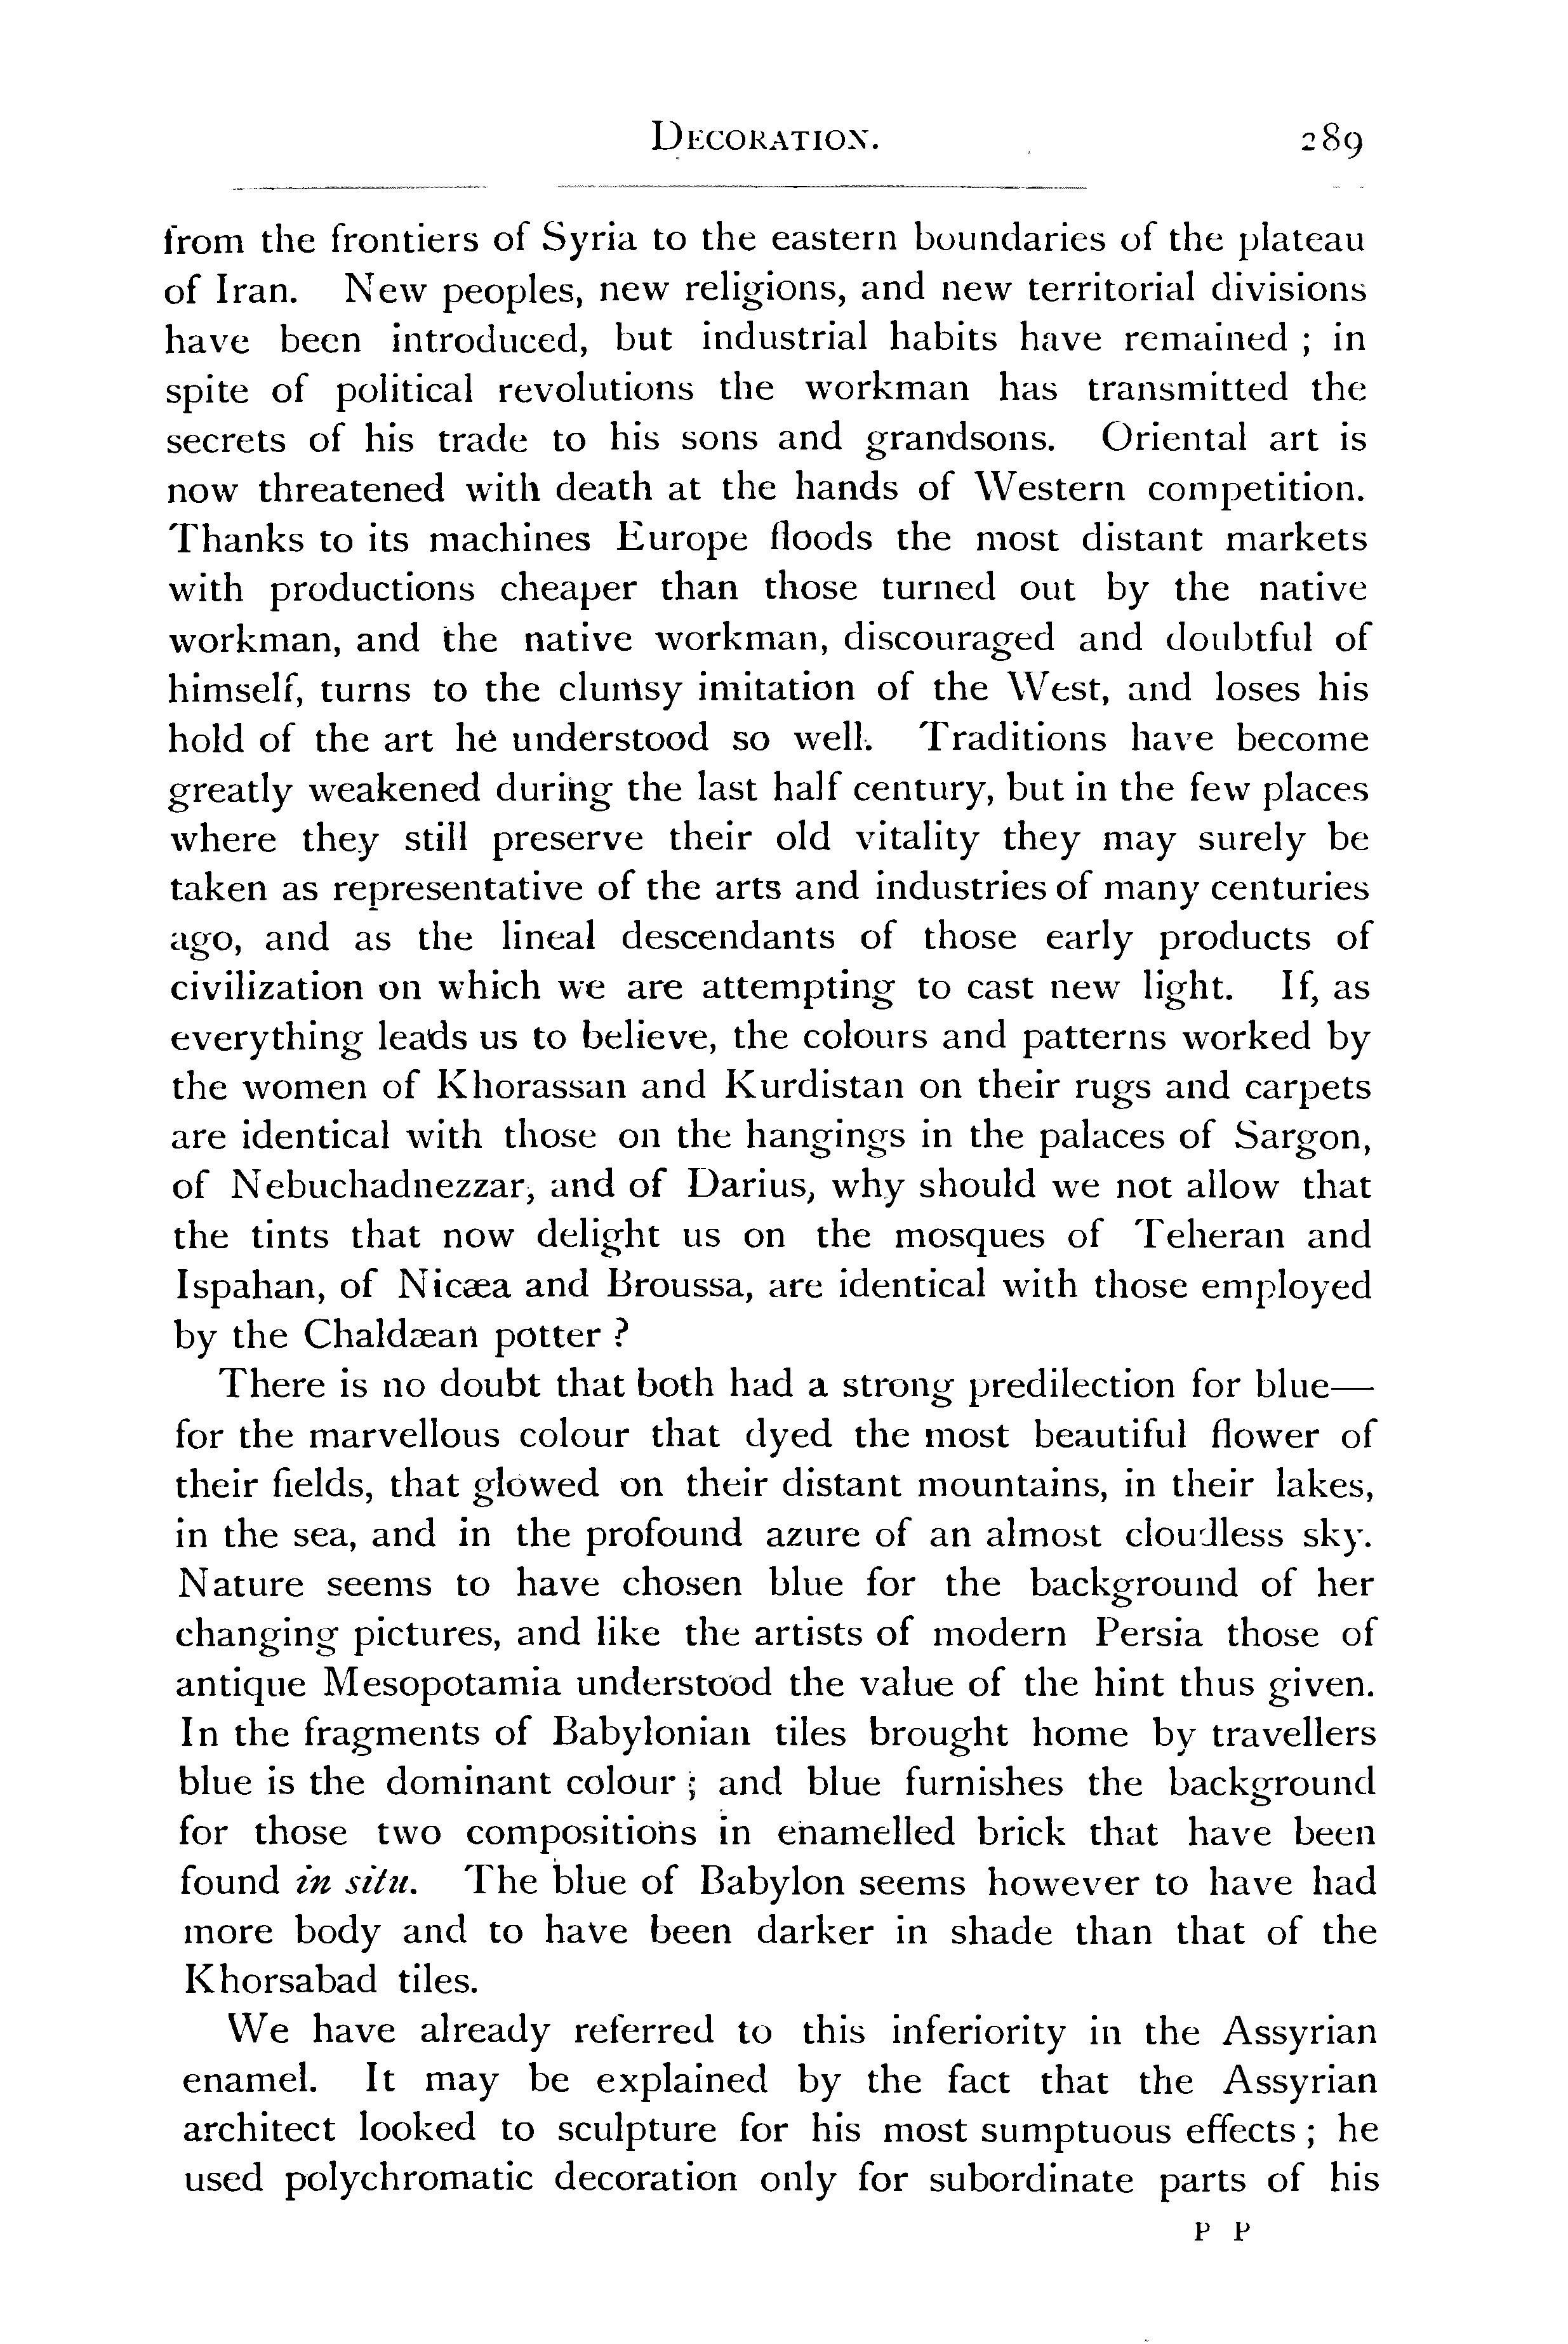 DECORATION. 289
from the frontiers of Syria to the eastern boundaries of the plateau
of Iran. New peoples, new religions, and new territorial divisions
have been introduced, but industrial habits have remained ; in
spite of political revolutions the workman has transmitted the
secrets of his trade to his sons and grandsons. Oriental art is
now threatened with death at the hands of Western competition.
Thanks to its machines Europe floods the most distant markets
with productions cheaper than those turned out by the native
workman, and the native workman, discouraged and doubtful of
himself, turns to the clumsy imitation of the West, and loses his
hold of the art he understood so well. Traditions have become
greatly weakened during the last half century, but in the few places
where they still preserve their old vitality they may surely be
taken as representative of the arts and industries of many centuries
ago, and as the lineal descendants of those early products of
civilization on which we are attempting to cast new light. If, as
everything leads us to believe, the colours and patterns worked by
the women of Khorassan and Kurdistan on their rugs and carpets
are identical with those on the hangings in the palaces of Sargon,
of Nebuchadnezzar, and of Darius, why should we not allow that
the tints that now delight us on the mosques of Teheran and
Ispahan, of Nicæa and Broussa, are identical with those employed
by the Chaldæan potter ?
There is no doubt that both had a strong predilection for blue—
for the marvellous colour that dyed the most beautiful flower of
their fields, that glowed on their distant mountains, in their lakes,
in the sea, and in the profound azure of an almost cloudless sky.
Nature seems to have chosen blue for the background of her
changing pictures, and like the artists of modern Persia those of
antique Mesopotamia understood the value of the hint thus given.
In the fragments of Babylonian tiles brought home by travellers
blue is the dominant colour ; and blue furnishes the background
for those two compositions in enamelled brick that have been
found in situ. The blue of Babylon seems however to have had
more body and to have been darker in shade than that of the
Khorsabad tiles.
We have already referred to this inferiority in the Assyrian
enamel. It may be explained by the fact that the Assyrian
architect looked to sculpture for his most sumptuous effects ; he
used polychromatic decoration only for subordinate parts of his
P P